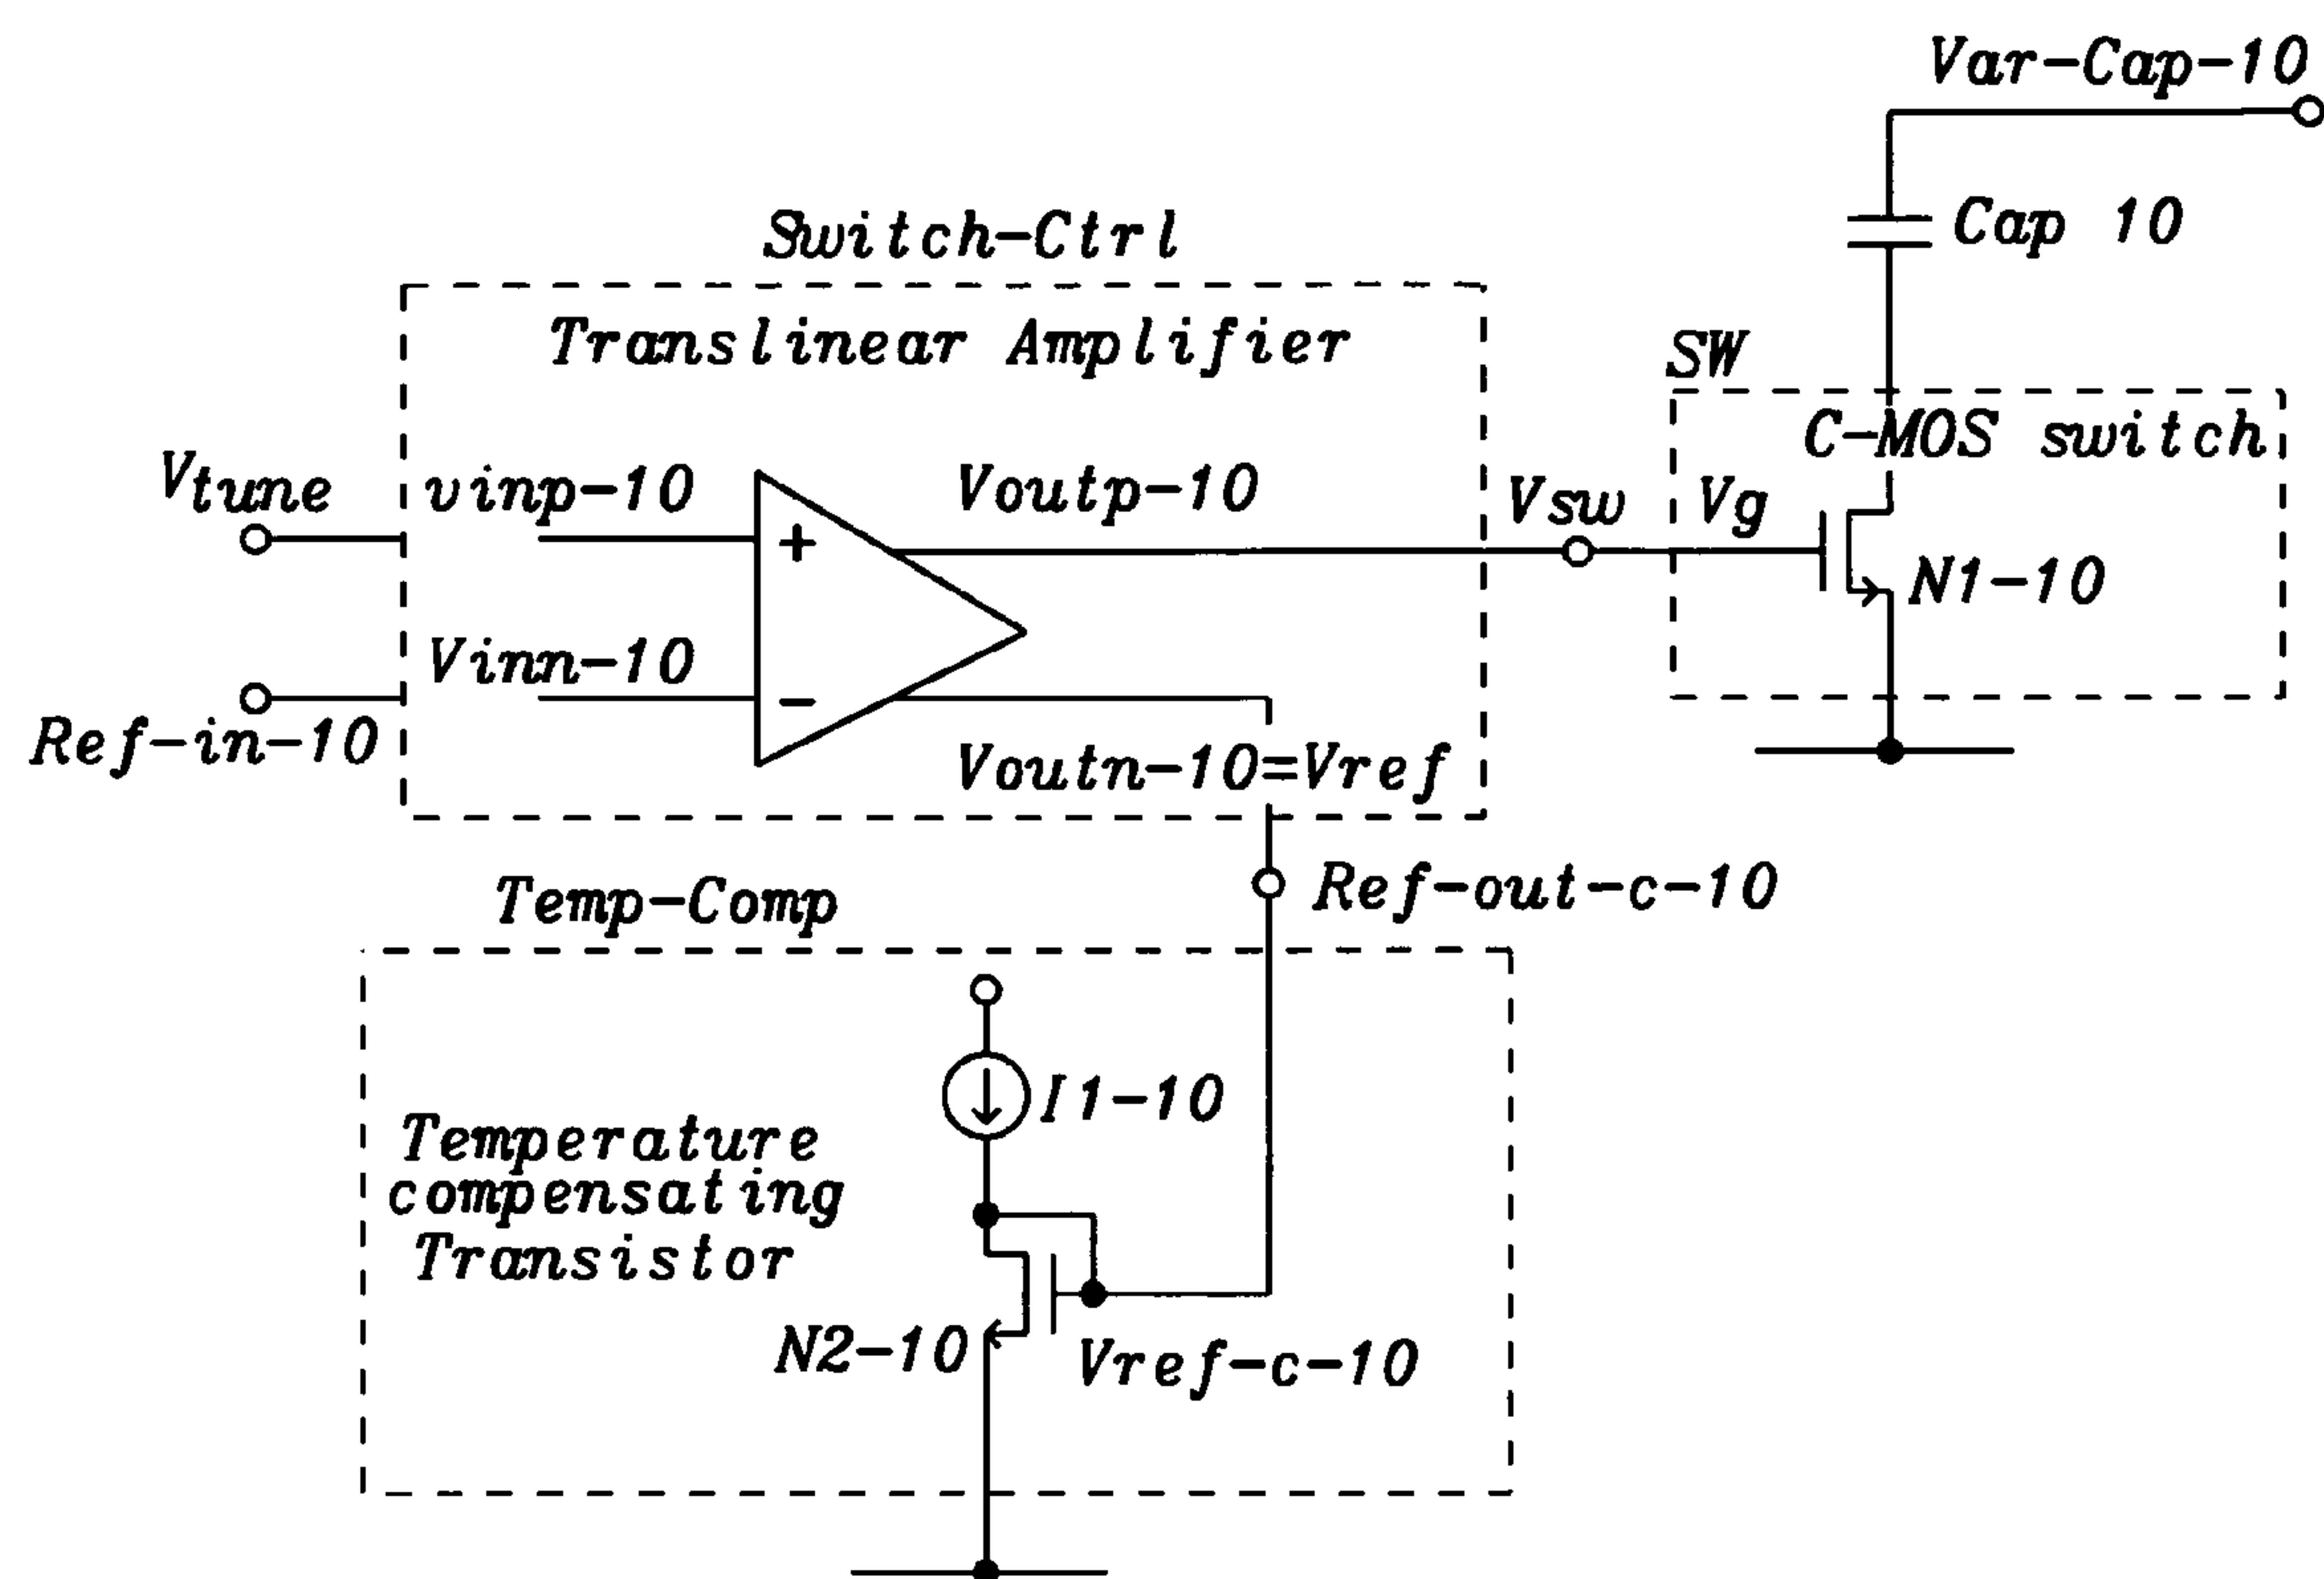 Var-Cap-10
Cap 10
Switch-Ctrl
Translinear Amplifier
SW
C-MOS switch
Vtune
vinp-10
Voutp-10
Vsw
Vg
N1-10
Vinn-10
Ref-in-10
Voutn-10=Vref
Temp-Comp
Ref-out-c-10
I1-10
Temperature
compensating
Transistor
N2-10
Vref-c-10
+
-